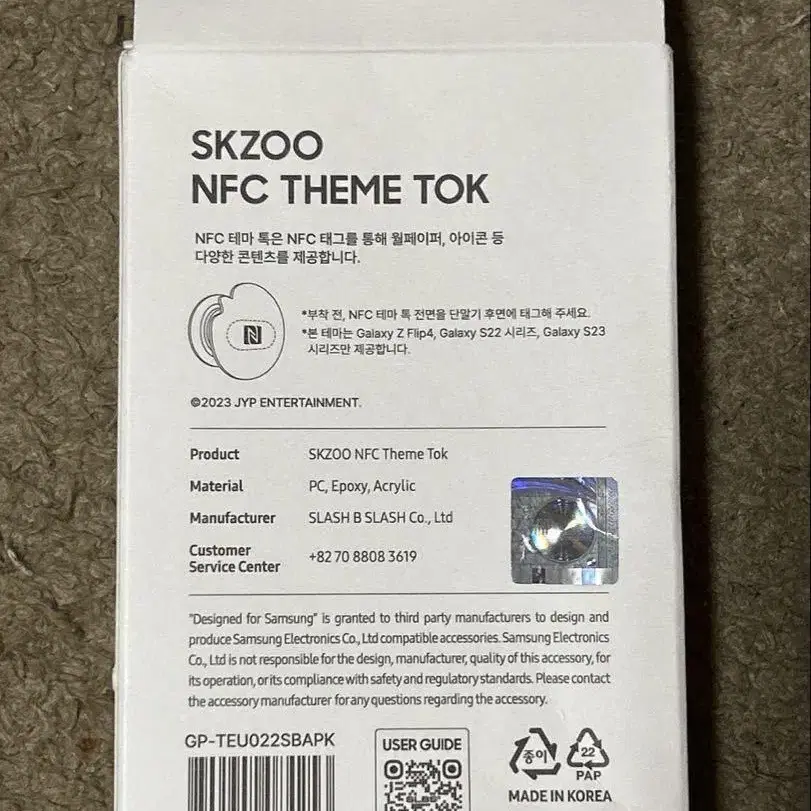 SKZOO
NFC THEME TOK
NFC 테마 톡은 NFC 태그를 통해 월페이퍼, 아이콘 등
다양한 콘텐츠를 제공합니다.
*부착 전, NFC 테마 톡 전면을 단말기 후면에 태그해 주세요.
*본 테마는 Galaxy Z Flip4, Galaxy S22 시리즈, Galaxy S23
시리즈만 제공합니다.
©2023 JYP ENTERTAINMENT.
Product SKZOO NFC Theme Tok
Material PC, Epoxy, Acrylic
Manufacturer SLASH B SLASH Co., Ltd
Customer
Service Center +82 70 8808 3619
"Designed for Samsung" is granted to third party manufacturers to design and
produce Samsung Electronics Co., Ltd compatible accessories. Samsung Electronics
Co., Ltd is not responsible for the design, manufacturer, quality of this accessory, for
its operation, or its compliance with safety and regulatory standards. Please contact
the accessory manufacturer for any questions regarding the accessory.
GP-TEU022SBAPK
USER GUIDE
SLBS
종이
22
PAP
MADE IN KOREA